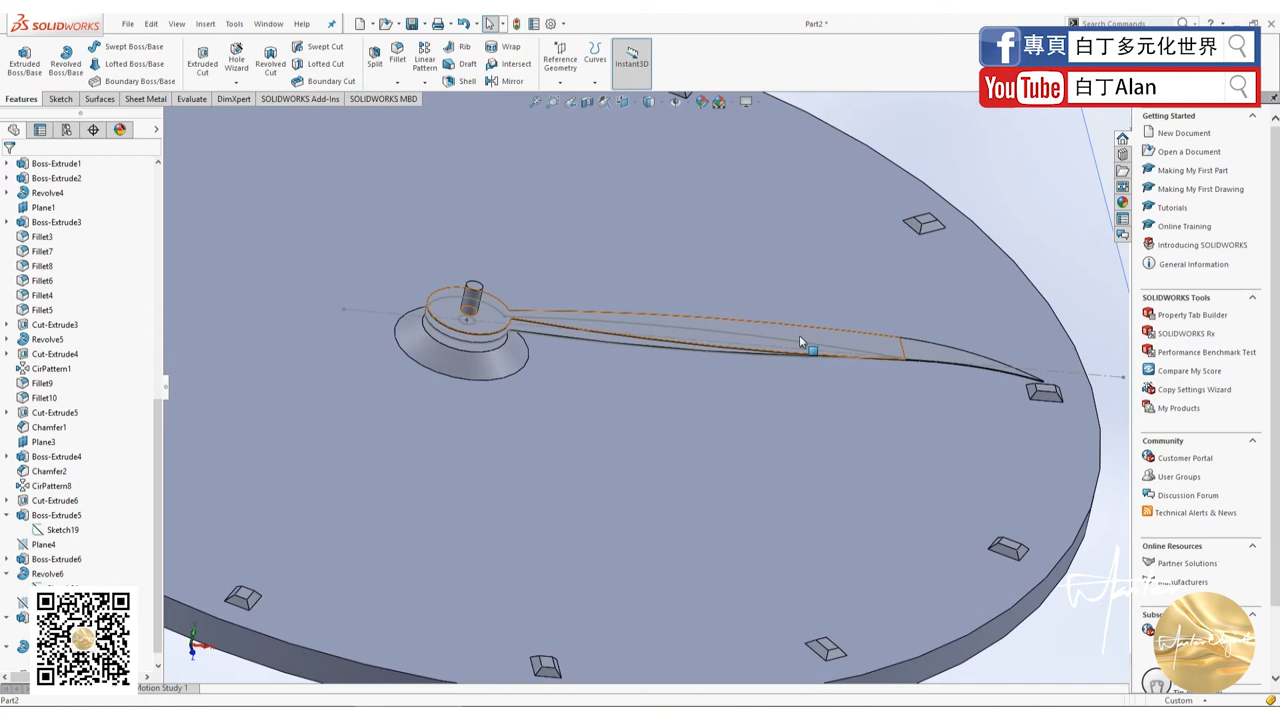 SOLIDWORKS
File
Edit
View
Insert
Tools
Window
Help
Part2 *
Search Commands
Extruded Boss/Base
Revolved Boss/Base
Swept Boss/Base
Lofted Boss/Base
Boundary Boss/Base
Extruded Cut
Hole Wizard
Revolved Cut
Swept Cut
Lofted Cut
Boundary Cut
Split
Fillet
Linear Pattern
Rib
Draft
Shell
Wrap
Intersect
Mirror
Reference Geometry
Curves
Instant3D
專頁 白丁多元化世界
YouTube 白丁Alan
Features
Sketch
Surfaces
Sheet Metal
Evaluate
DimXpert
SOLIDWORKS Add-Ins
SOLIDWORKS MBD
Boss-Extrude1
Boss-Extrude2
Revolve4
Plane1
Boss-Extrude3
Fillet3
Fillet7
Fillet8
Fillet6
Fillet4
Fillet5
Cut-Extrude3
Revolve5
Cut-Extrude4
CirPattern1
Fillet9
Fillet10
Cut-Extrude5
Chamfer1
Plane3
Boss-Extrude4
Chamfer2
CirPattern8
Cut-Extrude6
Boss-Extrude5
Sketch19
Plane4
Boss-Extrude6
Revolve6
Motion Study 1
Part2
Getting Started
New Document
Open a Document
Making My First Part
Making My First Drawing
Tutorials
Online Training
Introducing SOLIDWORKS
General Information
SOLIDWORKS Tools
Property Tab Builder
SOLIDWORKS Rx
Performance Benchmark Test
Compare My Score
Copy Settings Wizard
My Products
Community
Customer Portal
User Groups
Discussion Forum
Technical Alerts & News
Online Resources
Partner Solutions
Manufacturers
Custom